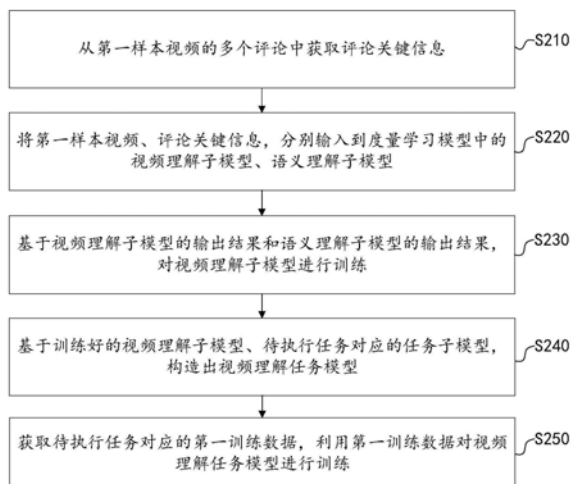 从第一样本视频的多个评论中获取评论关键信息
S210
将第一样本视频、评论关键信息，分别输入到度量学习模型中的
视频理解子模型、语义理解子模型
S220
基于视频理解子模型的输出结果和语义理解子模型的输出结果，
对视频理解子模型进行训练
S230
基于训练好的视频理解子模型、待执行任务对应的任务子模型，
构造出视频理解任务模型
S240
获取待执行任务对应的第一训练数据，利用第一训练数据对视频
理解任务模型进行训练
S250